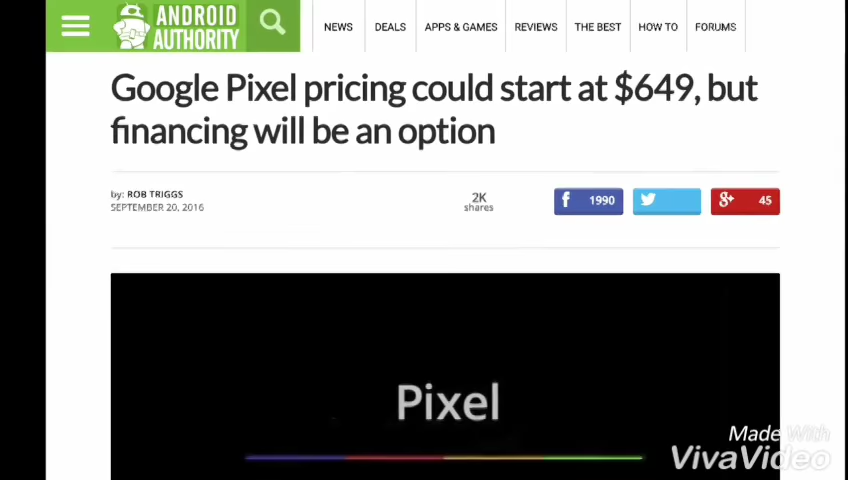 ANDROID
AUTHORITY
NEWS DEALS APPS & GAMES REVIEWS THE BEST HOW TO FORUMS
Google Pixel pricing could start at $649, but
financing will be an option
by: ROB TRIGGS
SEPTEMBER 20, 2016
2K
shares
f 1990
g+ 45
Pixel
Made With
VivaVideo